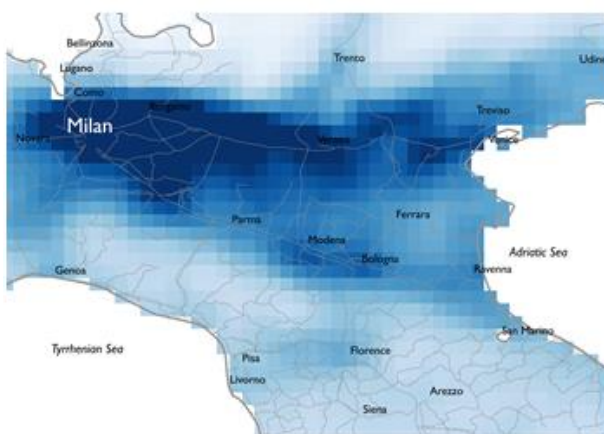 Bellinzona
Trento
Udine
Lugano
Como
Bergamo
Treviso
Milan
Novara
Verona
Venice
Parma
Ferrara
Modena
Bologna
Adriatic Sea
Genoa
Ravenna
San Marino
Tyrrhenian Sea
Pisa
Florence
Livorno
Arezzo
Siena